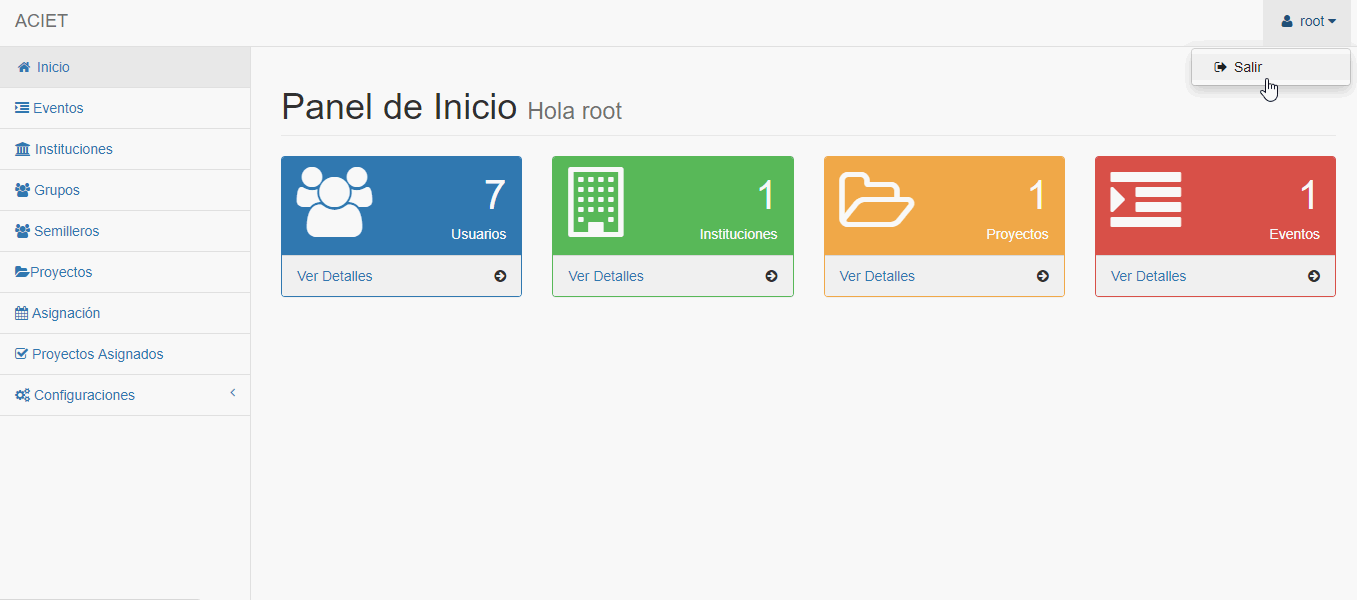 ACIET
root
Salir
Inicio
Eventos
Instituciones
Grupos
Semilleros
Proyectos
Asignación
Proyectos Asignados
Configuraciones
Panel de Inicio Hola root
7
Usuarios
Ver Detalles
1
Instituciones
Ver Detalles
1
Proyectos
Ver Detalles
1
Eventos
Ver Detalles